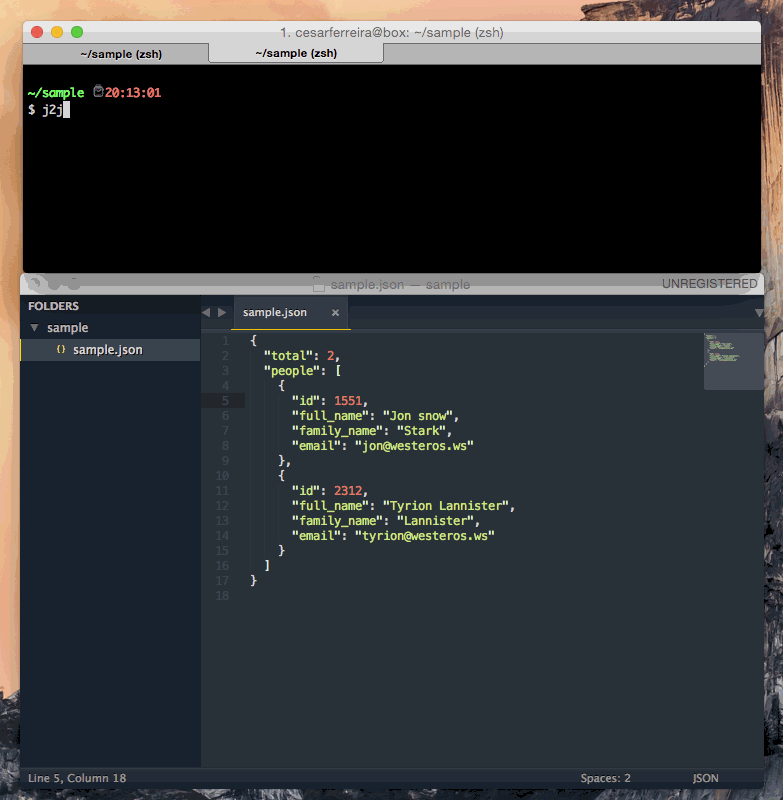 1. cesarferreira@box: ~/sample (zsh)
~/sample (zsh) ~/sample (zsh)
~/sample 20:13:01
$ j2j
sample.json — sample UNREGISTERED
FOLDERS
sample
{} sample.json
sample.json ×
1 {
2 "total": 2,
3 "people": [
4 {
5 "id": 1551,
6 "full_name": "Jon snow",
7 "family_name": "Stark",
8 "email": "jon@westeros.ws"
9 },
10 {
11 "id": 2312,
12 "full_name": "Tyrion Lannister",
13 "family_name": "Lannister",
14 "email": "tyrion@westeros.ws"
15 }
16 ]
17 }
18
Line 5, Column 18 Spaces: 2 JSON